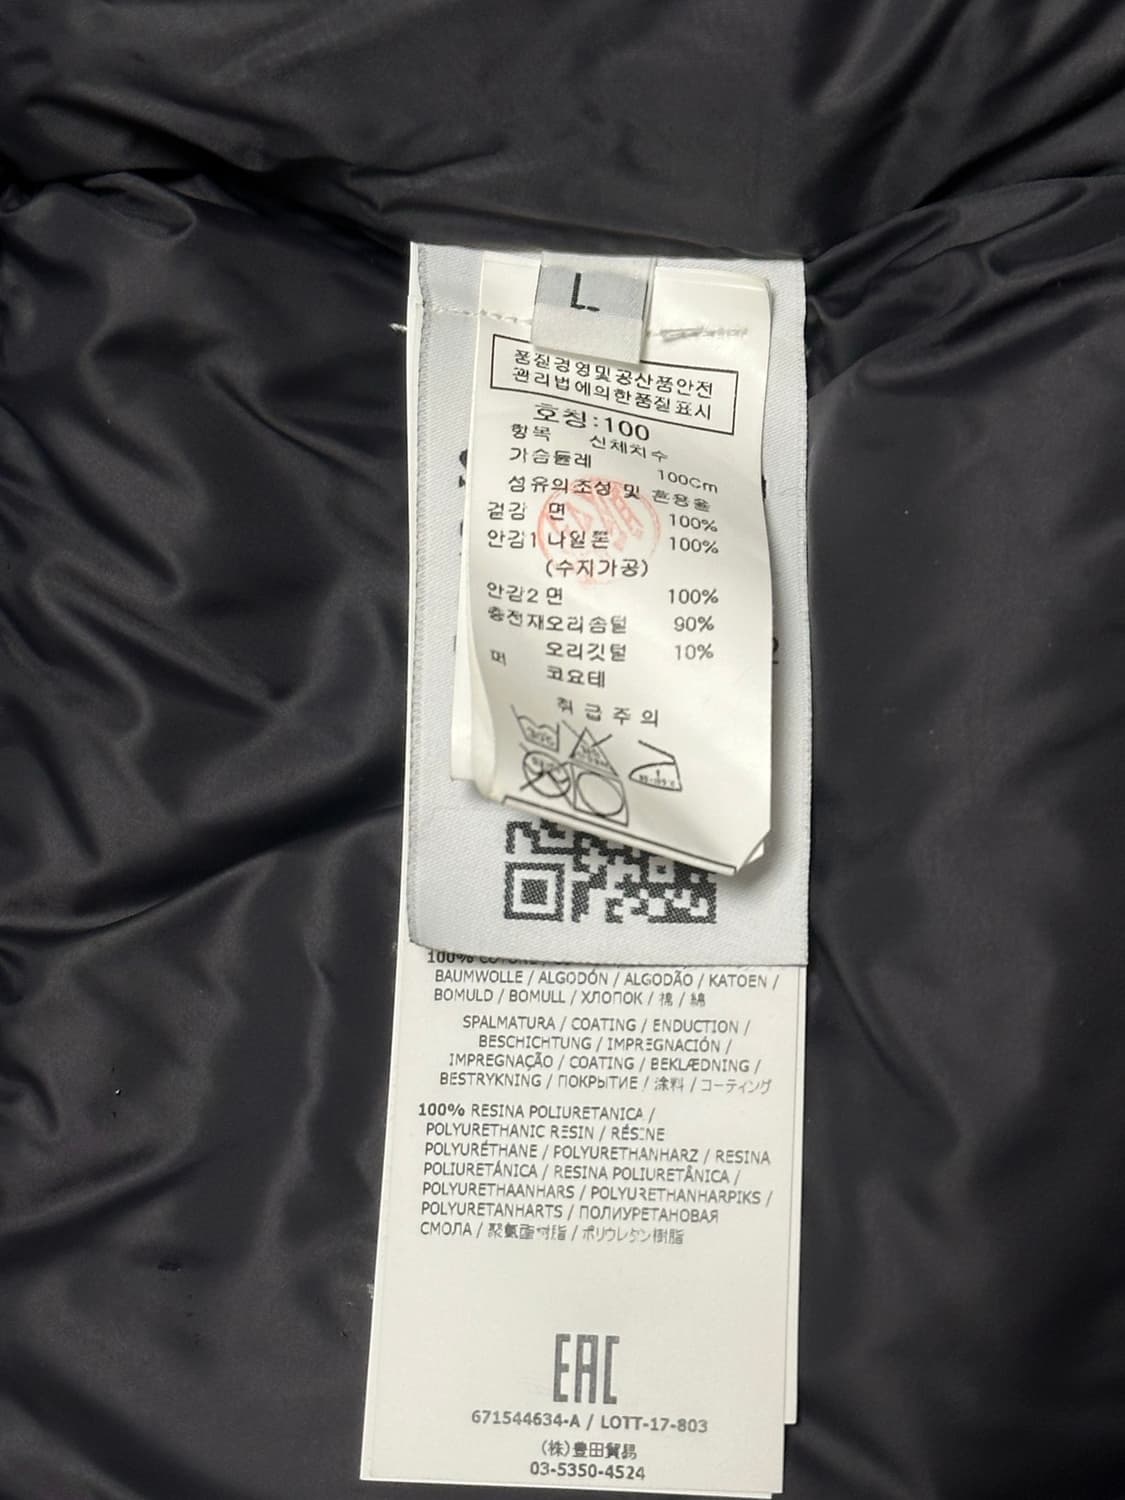 L
품질경영및공산품안전
관리법에의한품질표시
호칭:100
항목 신체치수
가슴둘레 100Cm
섬유의조성 및 혼용율
겉감 면 100%
안감1 나일론 100%
(수지가공)
안감2 면 100%
충전재오리솜털 90%
오리깃털 10%
퍼 코요테
취급주의
100%
BAUMWOLLE / ALGODÓN / ALGODÃO / KATOEN /
BOMULD / BOMULL / ХЛОПОК / 棉 / 綿
SPALMATURA / COATING / ENDUCTION /
BESCHICHTUNG / IMPREGNACIÓN /
IMPREGNAÇÃO / COATING / BEKLÆDNING /
BESTRYKNING / ПОКРЫТИЕ / 涂料 / コーティング
100% RESINA POLIURETANICA /
POLYURETHANIC RESIN / RÉSINE
POLYURÉTHANE / POLYURETHANHARZ / RESINA
POLIURETÁNICA / RESINA POLIURETÂNICA /
POLYURETHAANHARS / POLYURETHANHARPIKS /
POLYURETANHARTS / ПОЛИУРЕТАНОВАЯ
СМОЛА / 聚氨酯树脂 / ポリウレタン樹脂
EAC
671544634-A / LOTT-17-803
(株)豊田貿易
03-5350-4524